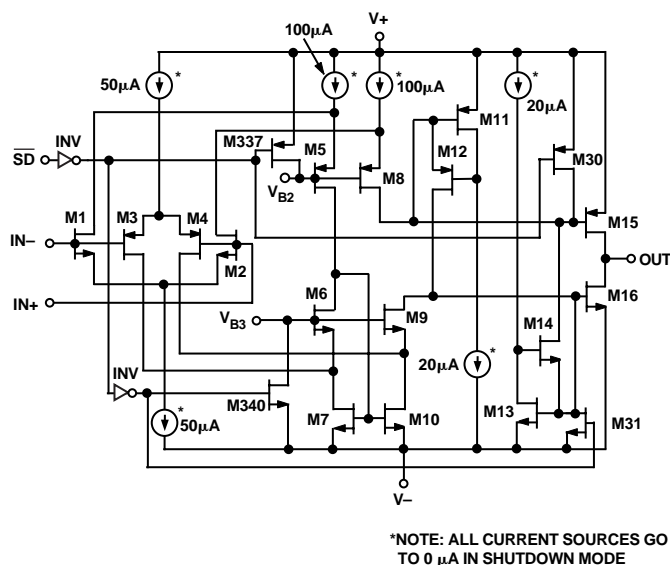 V+
100µA
50µA
*
*
*
100µA
*
20µA
SD
INV
M337
M5
M8
M11
M12
M30
VB2
M15
M1
M3
M4
M2
IN–
IN+
OUT
M16
M6
M9
VB3
M14
20µA
*
INV
M340
*
50µA
M7
M10
M13
M31
V–
*NOTE: ALL CURRENT SOURCES GO
TO 0 µA IN SHUTDOWN MODE